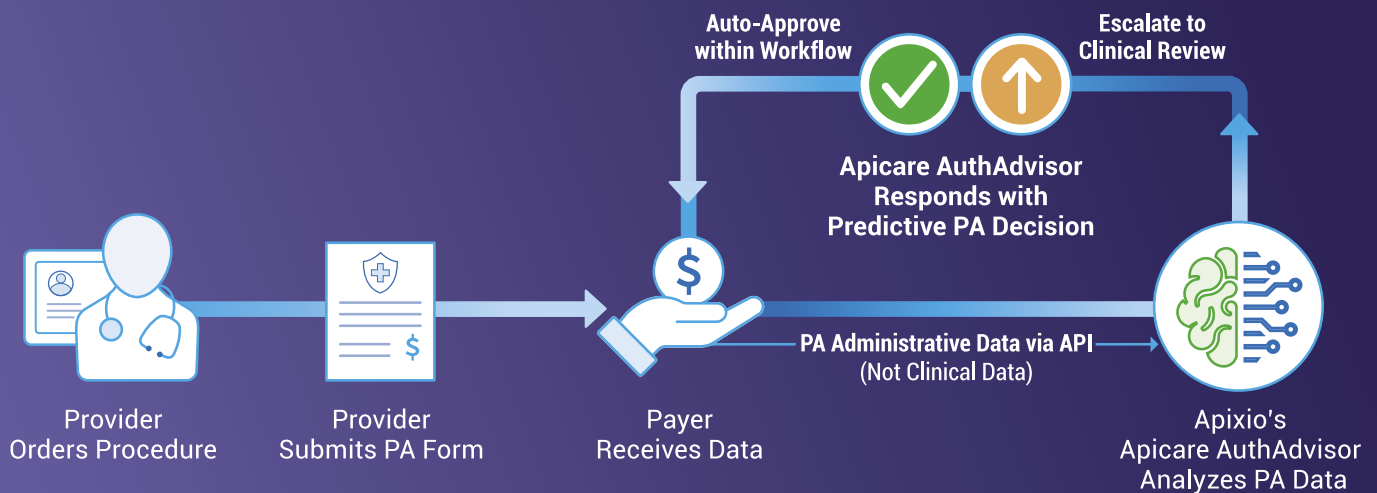 Auto-Approve
within Workflow
Escalate to
Clinical Review
Apicare AuthAdvisor
Responds with
Predictive PA Decision
$
$
PA Administrative Data via API
(Not Clinical Data)
Provider
Orders Procedure
Provider
Submits PA Form
Payer
Receives Data
Apixio's
Apicare AuthAdvisor
Analyzes PA Data